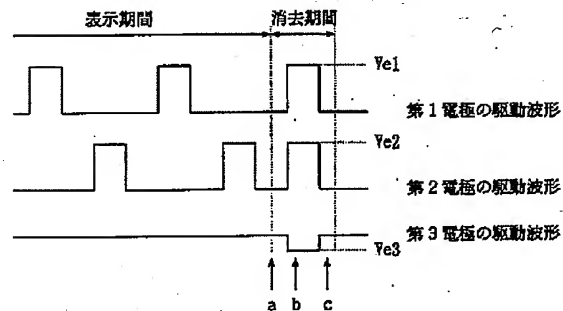 表示期間 消去期間
Ve1
第1電極の駆動波形
Ve2
第2電極の駆動波形
第3電極の駆動波形
Ve3
a b c